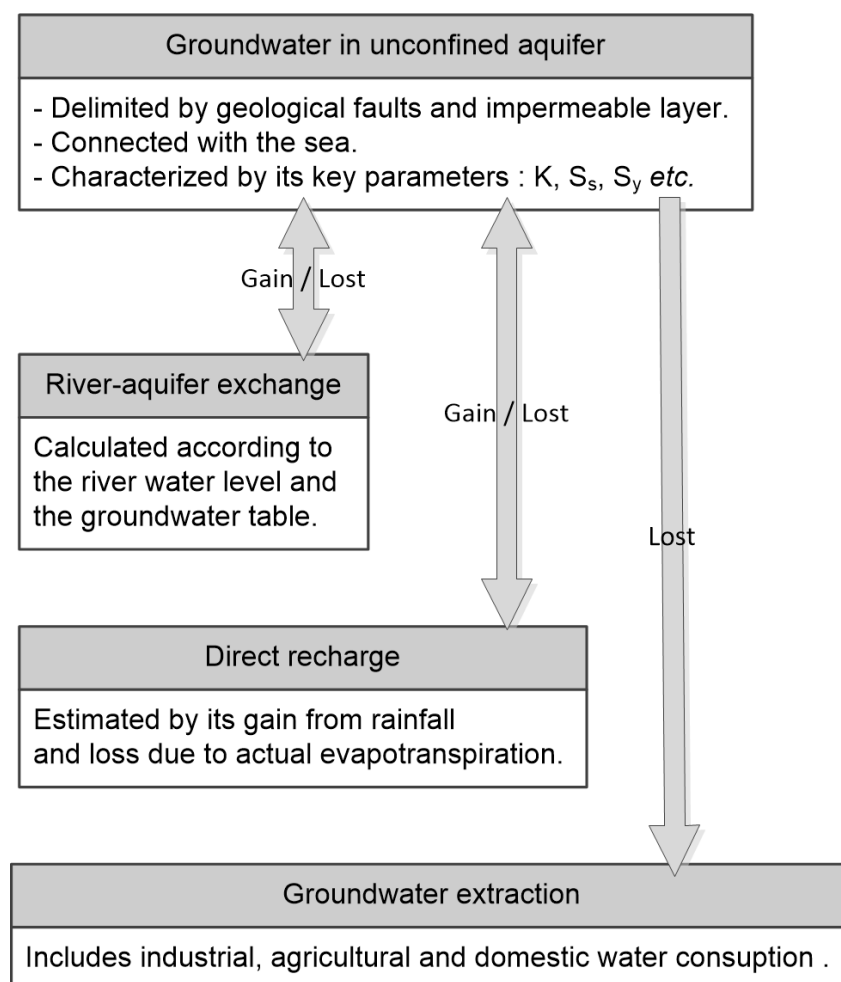 Groundwater in unconfined aquifer
- Delimited by geological faults and impermeable layer.
- Connected with the sea.
- Characterized by its key parameters : K, Sₛ, Sᵧ etc.
Gain / Lost
River-aquifer exchange
Calculated according to
the river water level and
the groundwater table.
Gain / Lost
Lost
Direct recharge
Estimated by its gain from rainfall
and loss due to actual evapotranspiration.
Groundwater extraction
Includes industrial, agricultural and domestic water consuption .